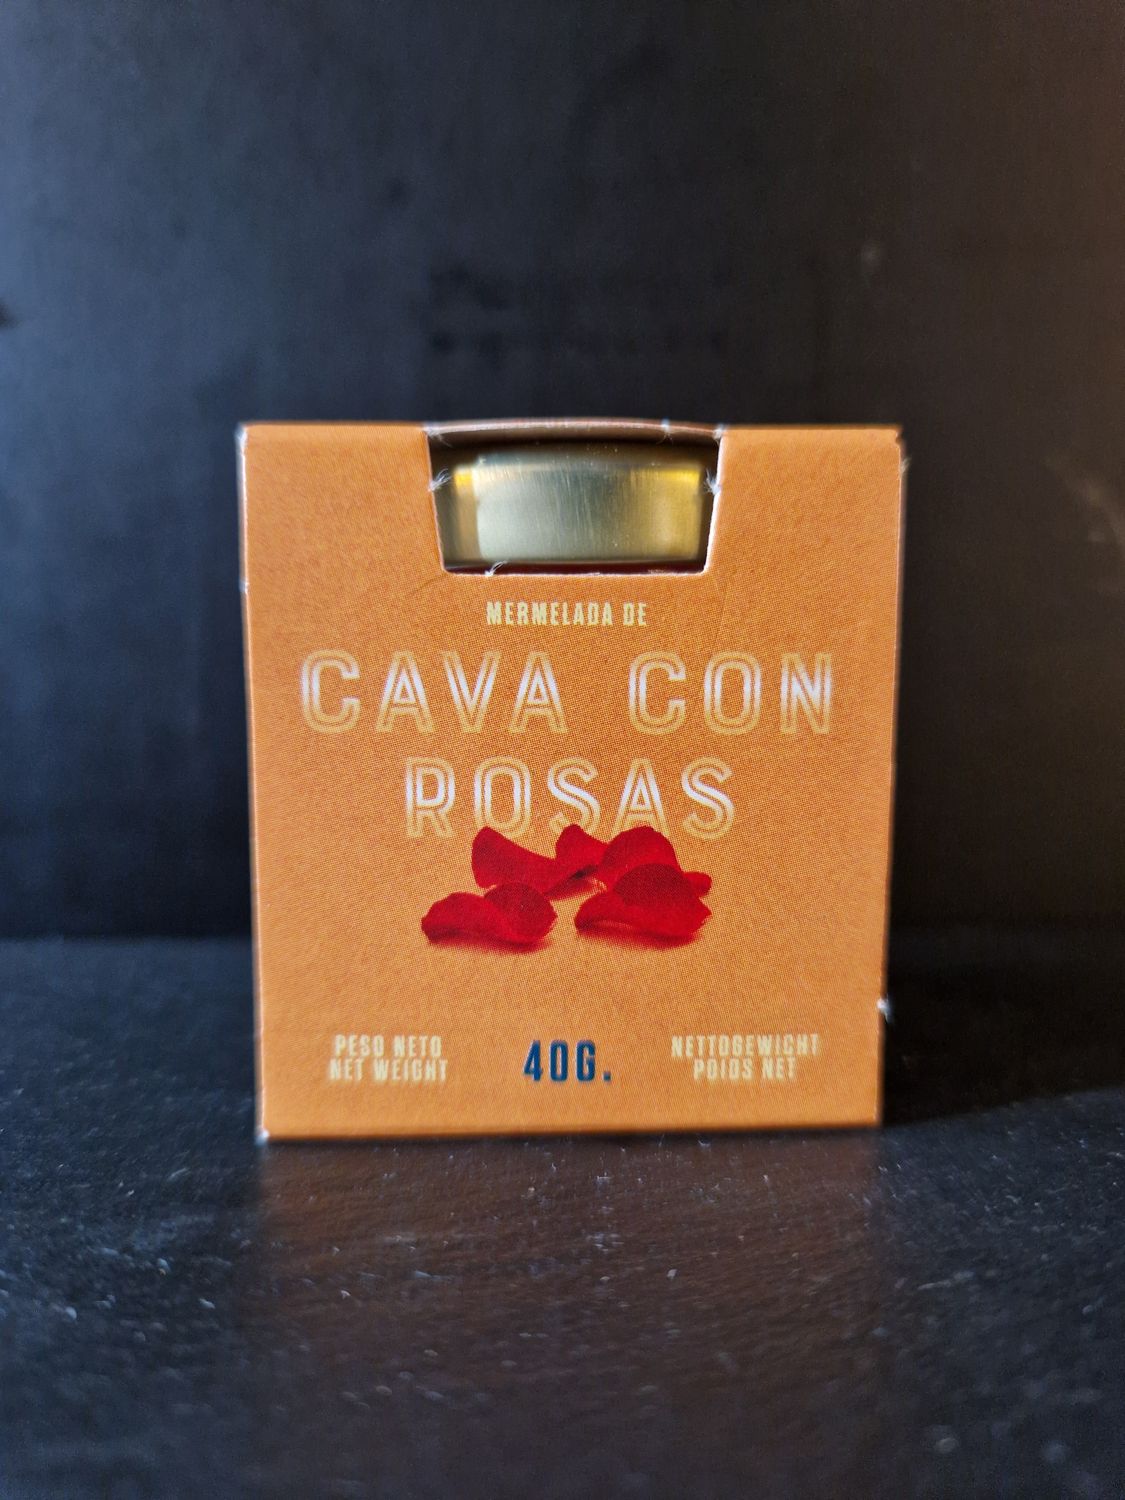 MERMELADA DE
CAVA CON
ROSAS
PESO NETO
NET WEIGHT
40G.
NETTOGEWICHT
POIDS NET